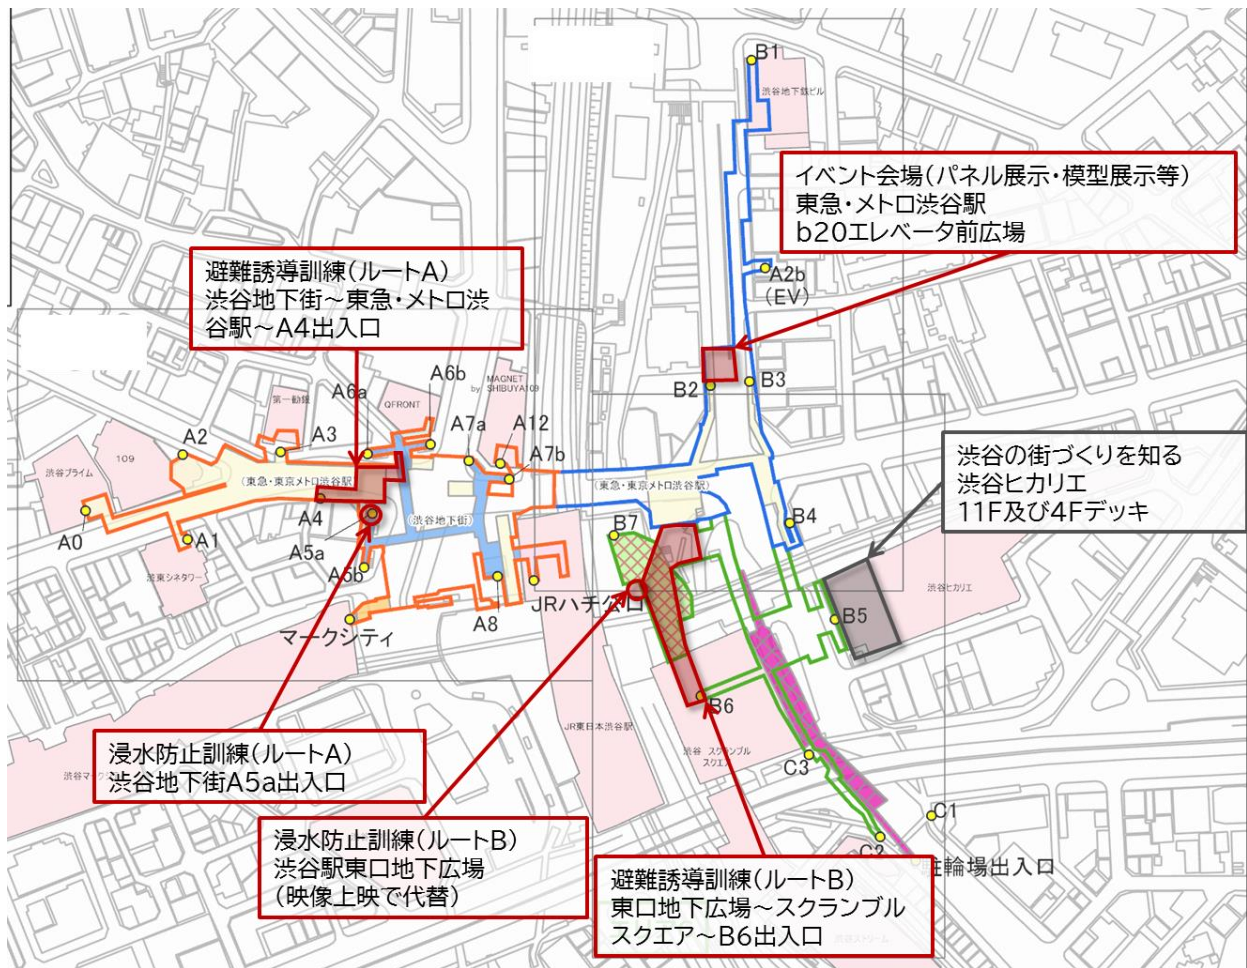 B1
渋谷地下鉄ビル
イベント会場(パネル展示・模型展示等)
東急・メトロ渋谷駅
b20エレベータ前広場
避難誘導訓練(ルートA)
渋谷地下街~東急・メトロ渋
谷駅~A4出入口
A2b
(EV)
A6a
A6b
MAGNET
by SHIBUYA109
QFRONT
第一勧銀
B2
B3
A2
A3
A7a
A12
A7b
109
渋谷プライム
(東急・東京メトロ渋谷駅)
(東急・東京メトロ渋谷駅)
渋谷の街づくりを知る
渋谷ヒカリエ
11F及び4Fデッキ
A4
(渋谷地下街)
A0
A1
A5a
A5b
B7
B4
渋東シネタワー
渋谷ヒカリエ
JRハチ公口
A8
マークシティ
B5
B6
JR東日本渋谷駅
渋谷 スクランブル
スクエア
浸水防止訓練(ルートA)
渋谷地下街A5a出入口
渋谷マーク
C3
C1
C2
浸水防止訓練(ルートB)
渋谷駅東口地下広場
(映像上映で代替)
避難誘導訓練(ルートB)
東口地下広場~スクランブル
スクエア~B6出入口
駐輪場出入口
渋谷ストリーム